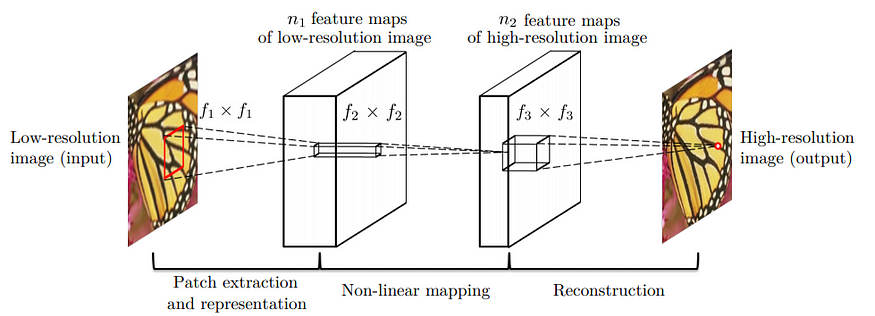 n₁ feature maps
of low-resolution image
n₂ feature maps
of high-resolution image
f₁ × f₁
f₂ × f₂
f₃ × f₃
Low-resolution
image (input)
High-resolution
image (output)
Patch extraction
and representation
Non-linear mapping
Reconstruction